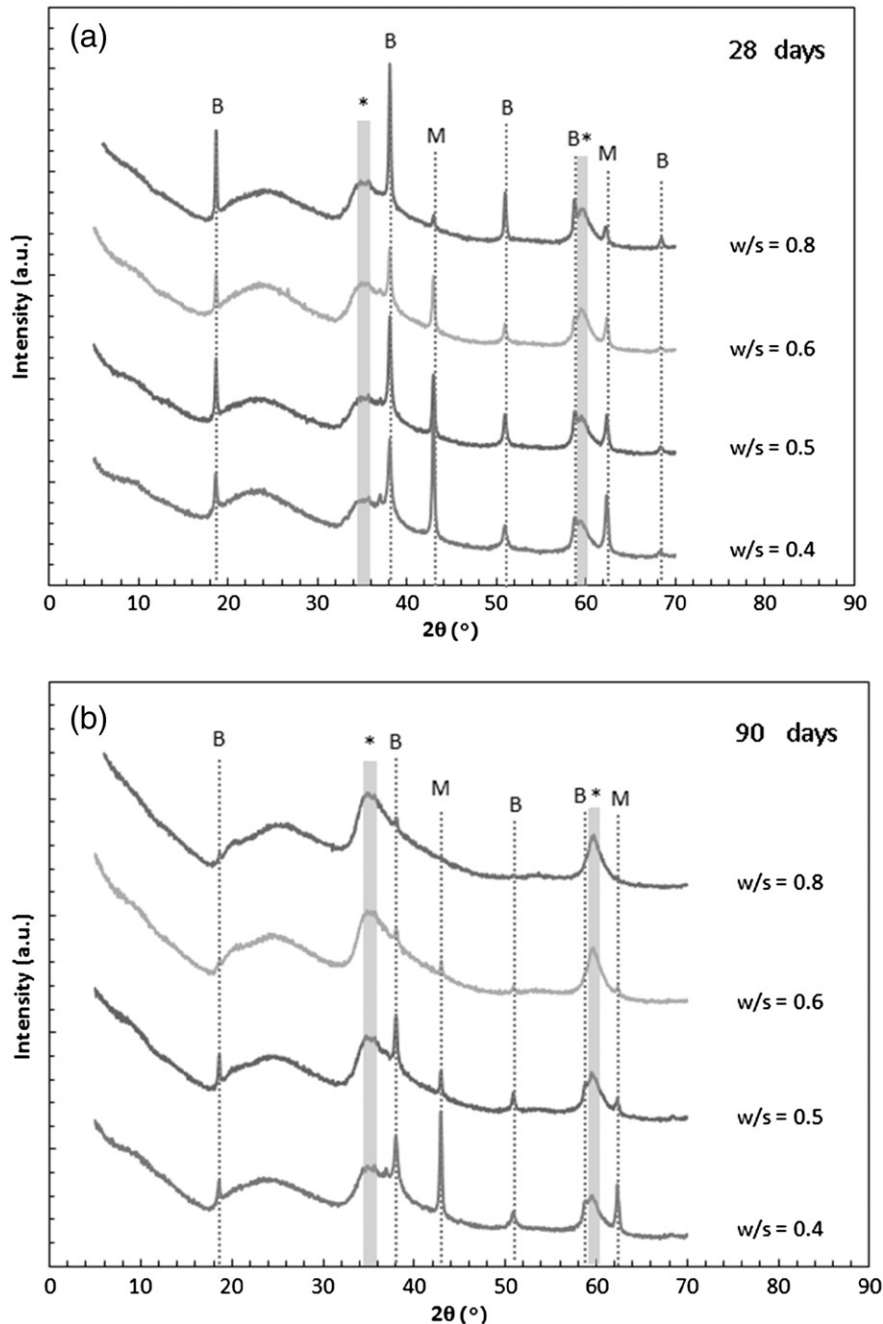 (a)
28 days
B
B
*
M
B
B *
M
B
w/s = 0.8
w/s = 0.6
w/s = 0.5
w/s = 0.4
Intensity (a.u.)
0 10 20 30 40 50 60 70 80 90
2θ (°)
(b)
90 days
B
*
B
M
B
B *
M
w/s = 0.8
w/s = 0.6
w/s = 0.5
w/s = 0.4
Intensity (a.u.)
0 10 20 30 40 50 60 70 80 90
2θ (°)